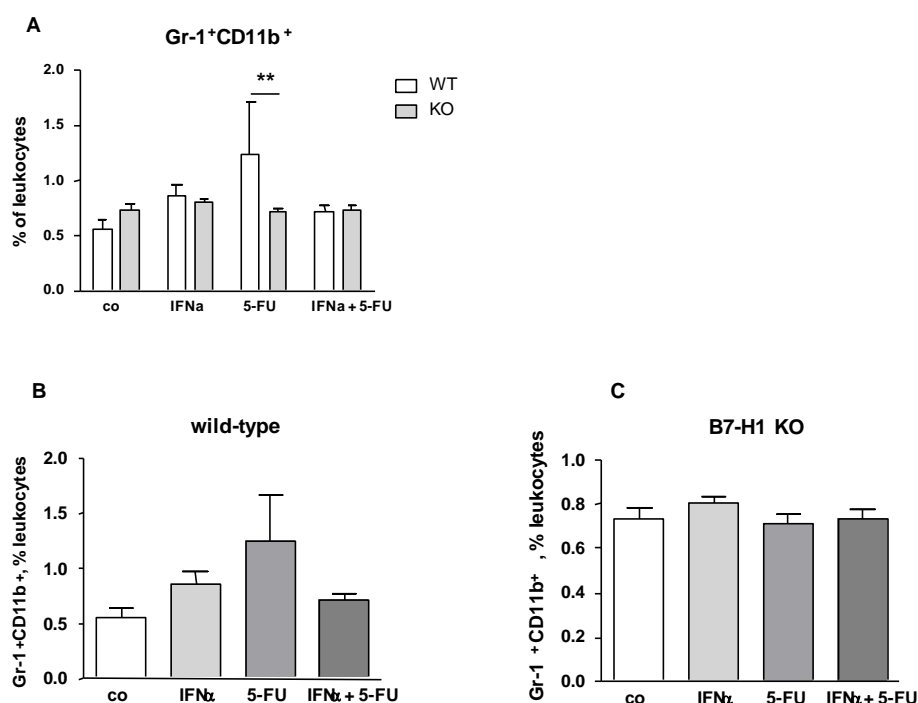 A
Gr-1⁺CD11b⁺
**
WT
KO
% of leukocytes
2.0
1.5
1.0
0.5
0.0
co IFNa 5-FU IFNa + 5-FU
B
wild-type
Gr-1 +CD11b +, % leukocytes
2.0
1.5
1.0
0.5
0.0
co IFNα 5-FU IFNα + 5-FU
C
B7-H1 KO
Gr-1 +CD11b⁺ , % leukocytes
1.0
0.8
0.6
0.4
0.2
0.0
co IFNα 5-FU IFNα + 5-FU